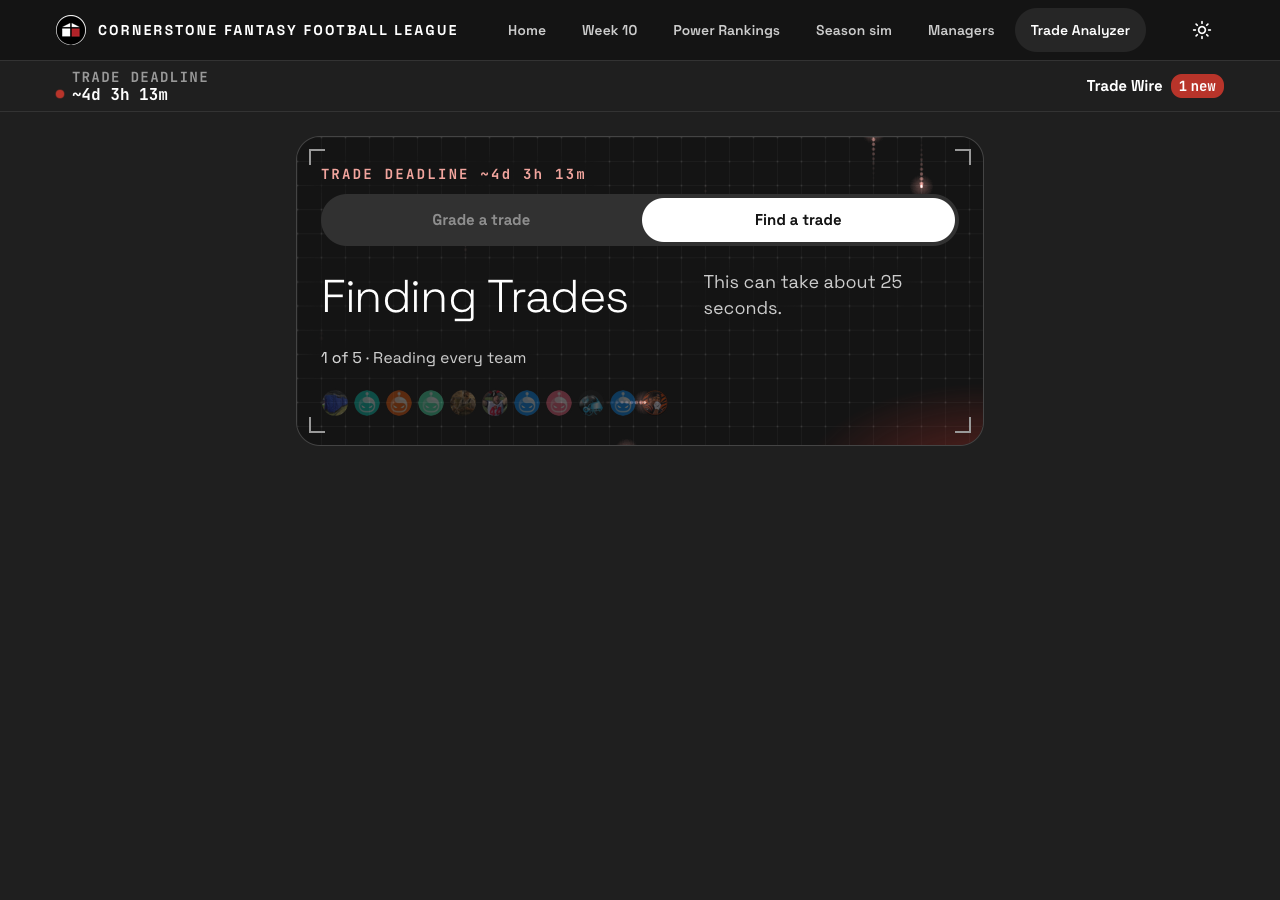 CORNERSTONE FANTASY FOOTBALL LEAGUE
Home
Week 10
Power Rankings
Season sim
Managers
Trade Analyzer
TRADE DEADLINE
~4d 3h 13m
Trade Wire
1 new
TRADE DEADLINE ~4d 3h 13m
Grade a trade
Find a trade
Finding Trades
This can take about 25
seconds.
1 of 5 · Reading every team